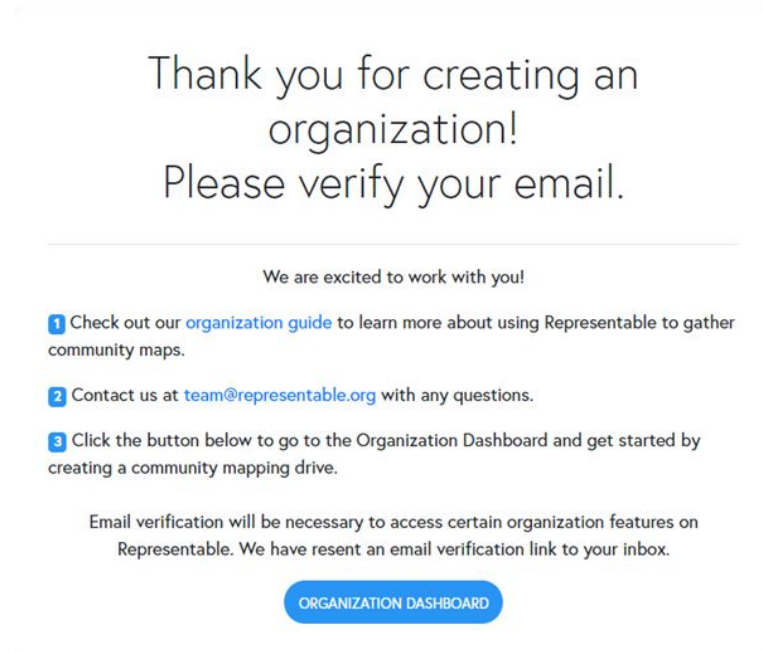 Thank you for creating an
organization!
Please verify your email.
We are excited to work with you!
1 Check out our organization guide to learn more about using Representable to gather
community maps.
2 Contact us at team@representable.org with any questions.
3 Click the button below to go to the Organization Dashboard and get started by
creating a community mapping drive.
Email verification will be necessary to access certain organization features on
Representable. We have resent an email verification link to your inbox.
ORGANIZATION DASHBOARD